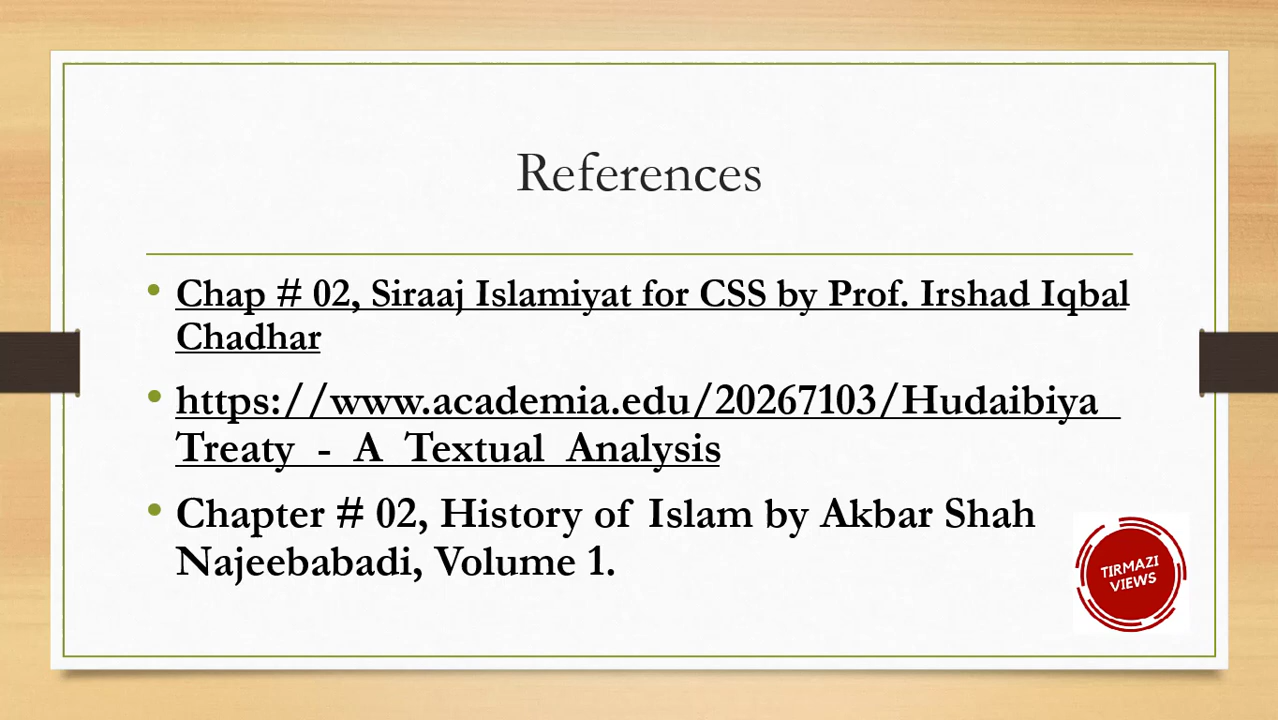 References
• Chap # 02, Siraaj Islamiyat for CSS by Prof. Irshad Iqbal
Chadhar
• https://www.academia.edu/20267103/Hudaibiya_
Treaty_-_A_Textual_Analysis
• Chapter # 02, History of Islam by Akbar Shah
Najeebabadi, Volume 1.
TIRMAZI
VIEWS